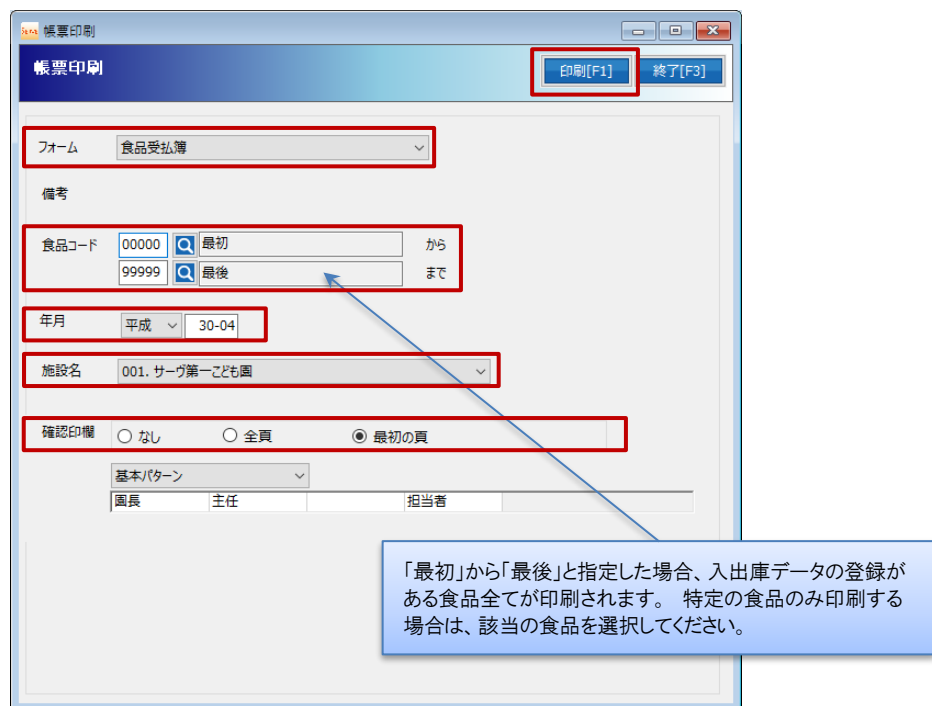 帳票印刷
帳票印刷
印刷[F1] 終了[F3]
フォーム 食品受払簿
備考
食品コード 00000 最初 から
99999 最後 まで
年月 平成 30-04
施設名 001. サーヴ第一こども園
確認印欄 なし 全頁 最初の頁
基本パターン
園長 主任 担当者
「最初」から「最後」と指定した場合、入出庫データの登録が
ある食品全てが印刷されます。 特定の食品のみ印刷する
場合は、該当の食品を選択してください。